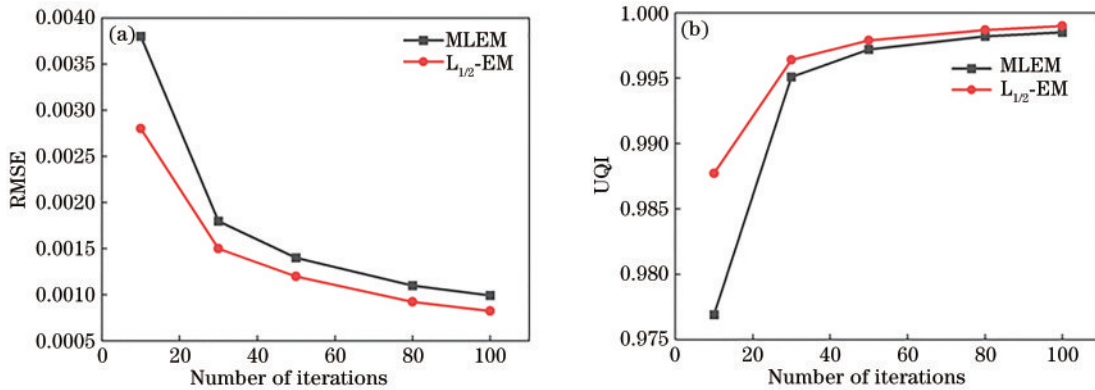 (a)
MLEM
L1/2-EM
RMSE
0.0040
0.0035
0.0030
0.0025
0.0020
0.0015
0.0010
0.0005
0 20 40 60 80 100
Number of iterations
(b)
MLEM
L1/2-EM
UQI
1.000
0.995
0.990
0.985
0.980
0.975
0 20 40 60 80 100
Number of iterations